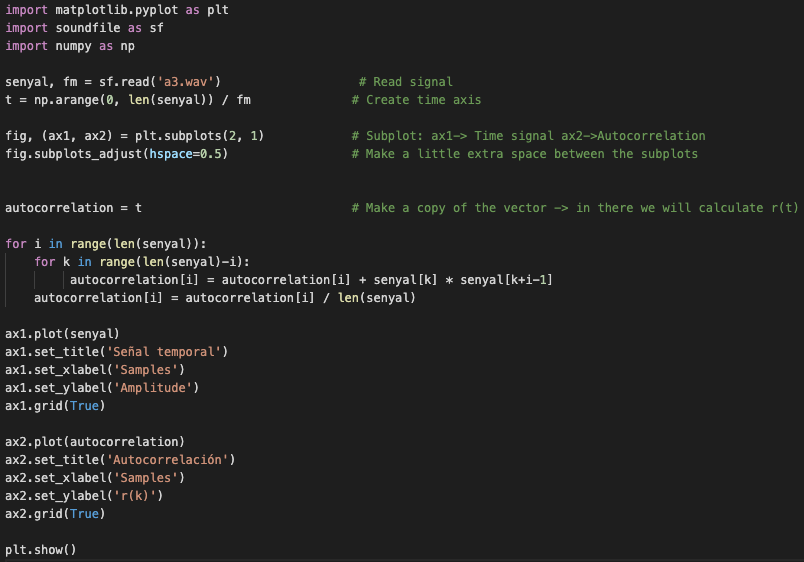 import matplotlib.pyplot as plt
import soundfile as sf
import numpy as np
senyal, fm = sf.read('a3.wav') # Read signal
t = np.arange(0, len(senyal)) / fm # Create time axis
fig, (ax1, ax2) = plt.subplots(2, 1) # Subplot: ax1-> Time signal ax2->Autocorrelation
fig.subplots_adjust(hspace=0.5) # Make a little extra space between the subplots
autocorrelation = t # Make a copy of the vector -> in there we will calculate r(t)
for i in range(len(senyal)):
    for k in range(len(senyal)-i):
        autocorrelation[i] = autocorrelation[i] + senyal[k] * senyal[k+i-1]
    autocorrelation[i] = autocorrelation[i] / len(senyal)
ax1.plot(senyal)
ax1.set_title('Señal temporal')
ax1.set_xlabel('Samples')
ax1.set_ylabel('Amplitude')
ax1.grid(True)
ax2.plot(autocorrelation)
ax2.set_title('Autocorrelación')
ax2.set_xlabel('Samples')
ax2.set_ylabel('r(k)')
ax2.grid(True)
plt.show()